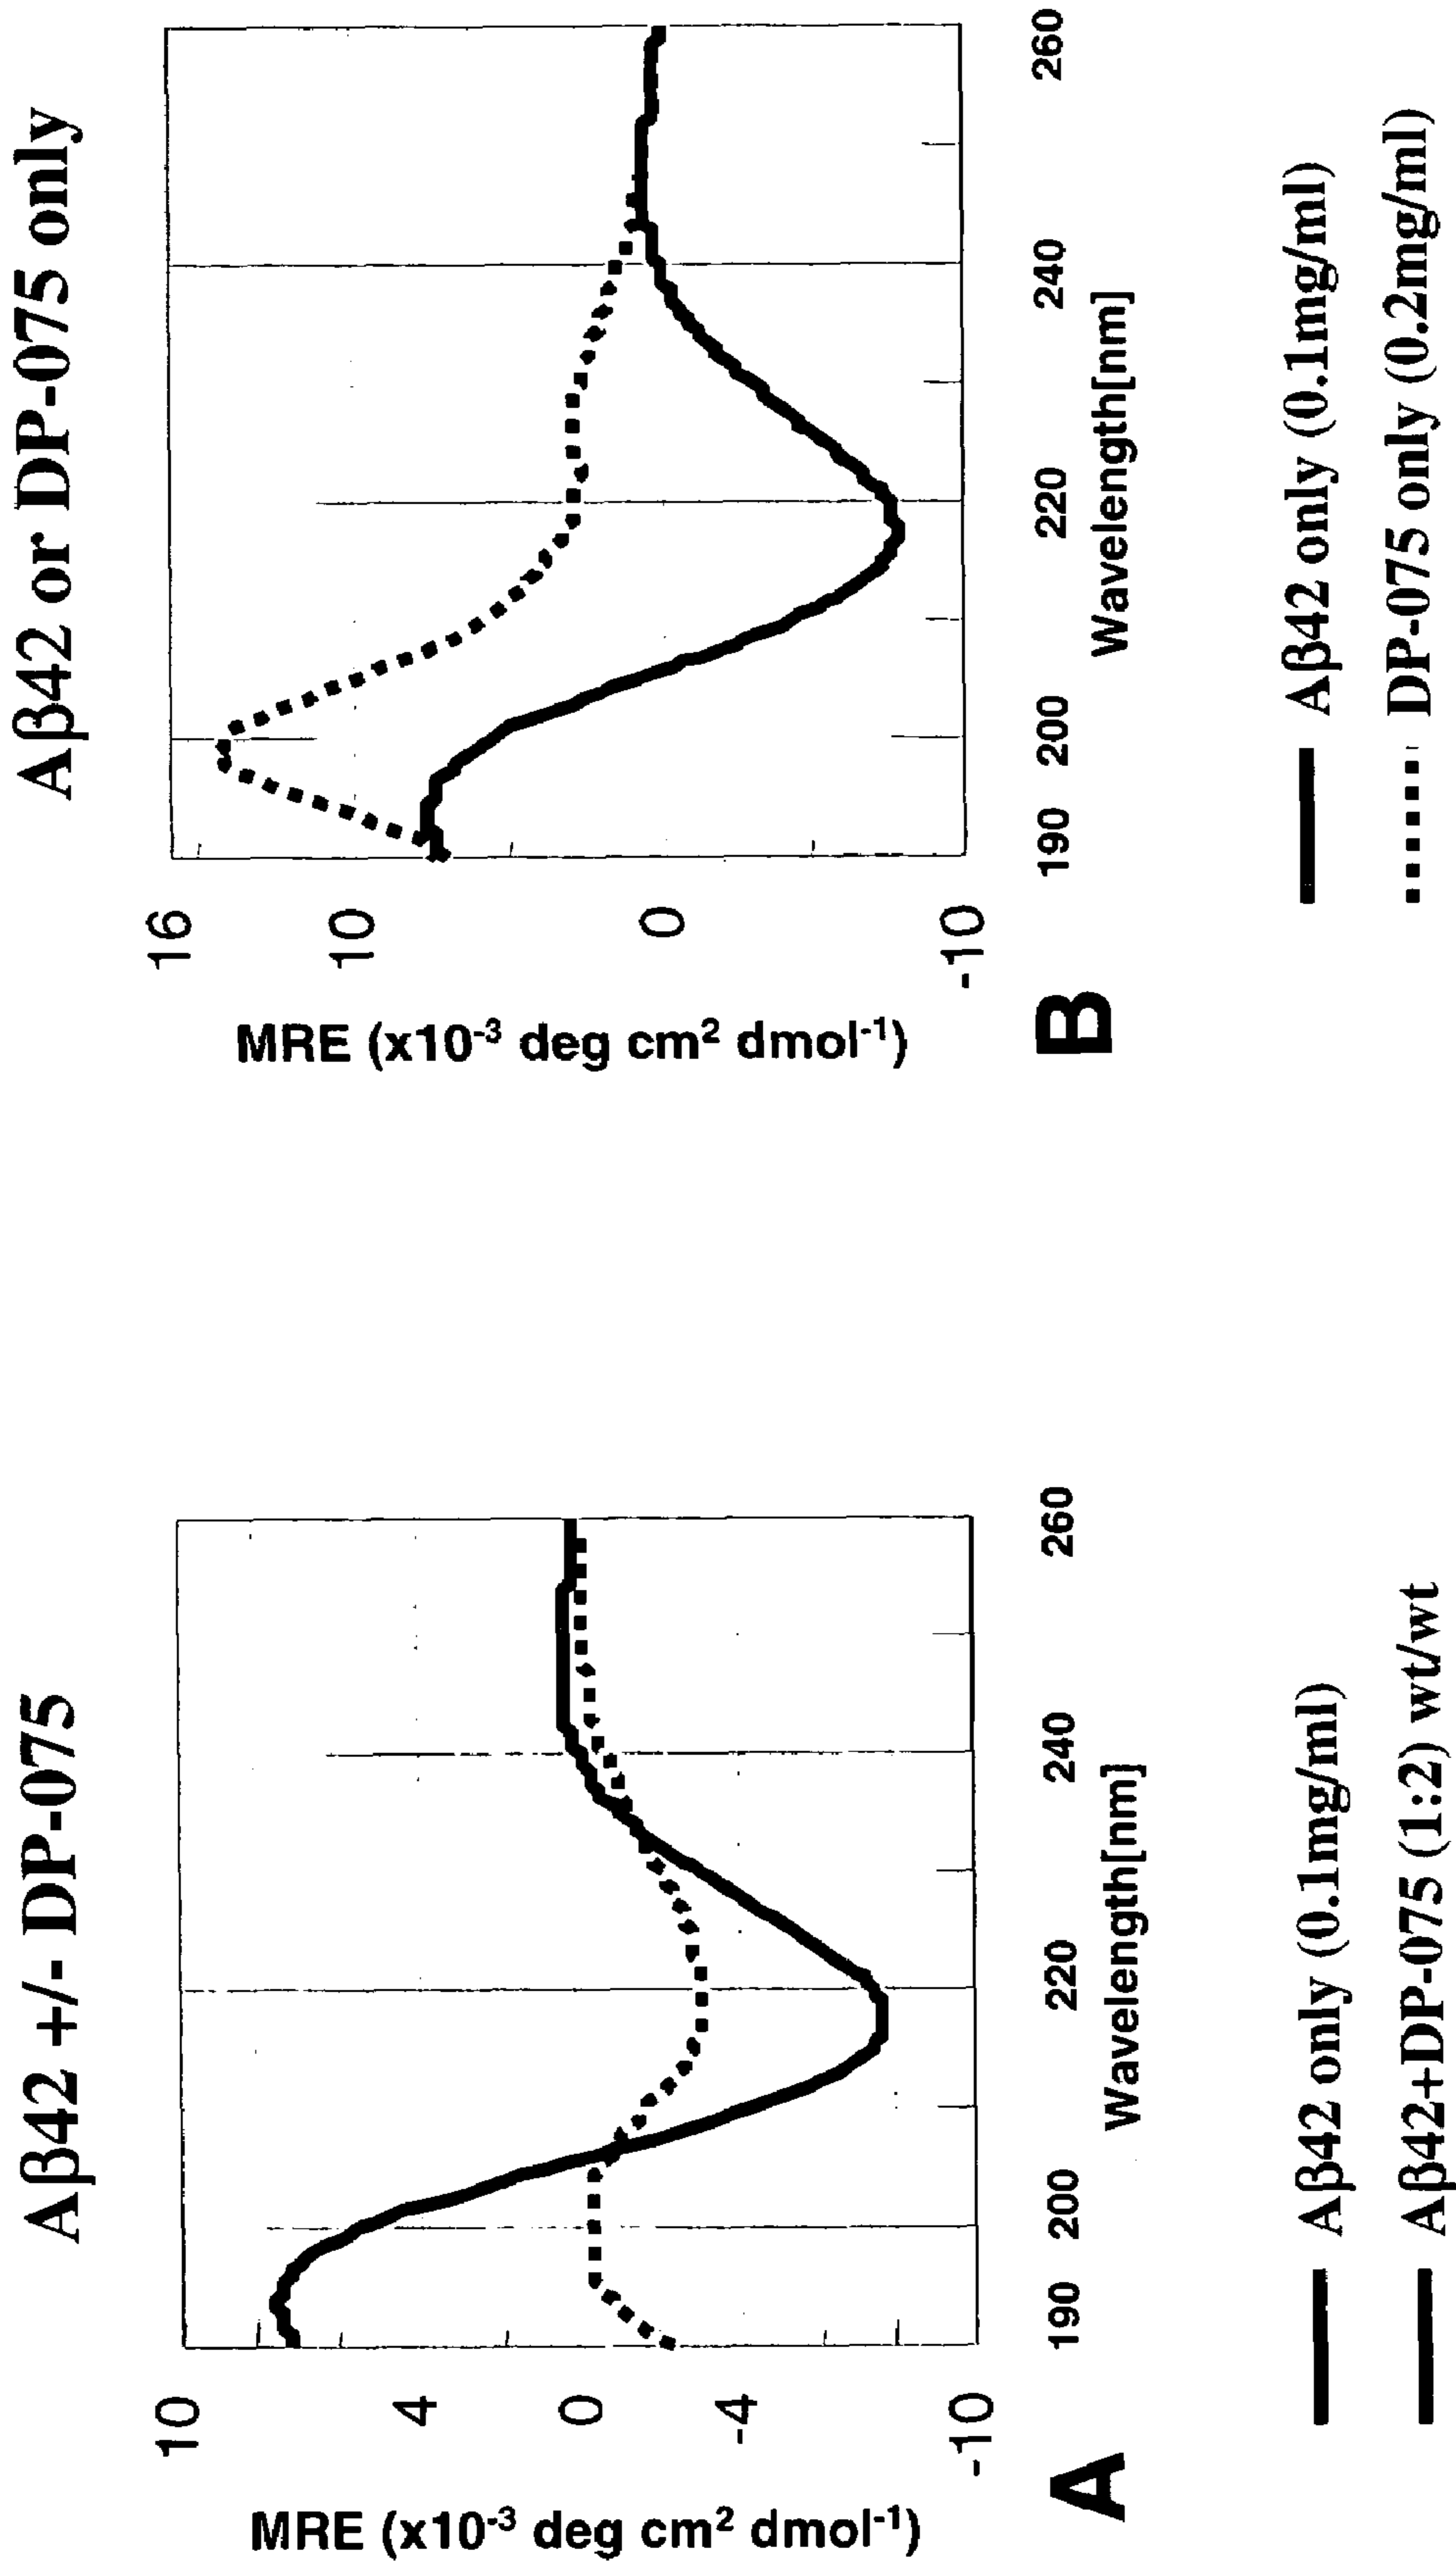 Aβ42 +/- DP-075
MRE (x10⁻³ deg cm² dmol⁻¹)
10
4
0
-4
-10
190
200
220
240
260
Wavelength[nm]
A
Aβ42 only (0.1mg/ml)
Aβ42+DP-075 (1:2) wt/wt
Aβ42 or DP-075 only
MRE (x10⁻³ deg cm² dmol⁻¹)
16
10
0
-10
190
200
220
240
260
Wavelength[nm]
B
Aβ42 only (0.1mg/ml)
DP-075 only (0.2mg/ml)